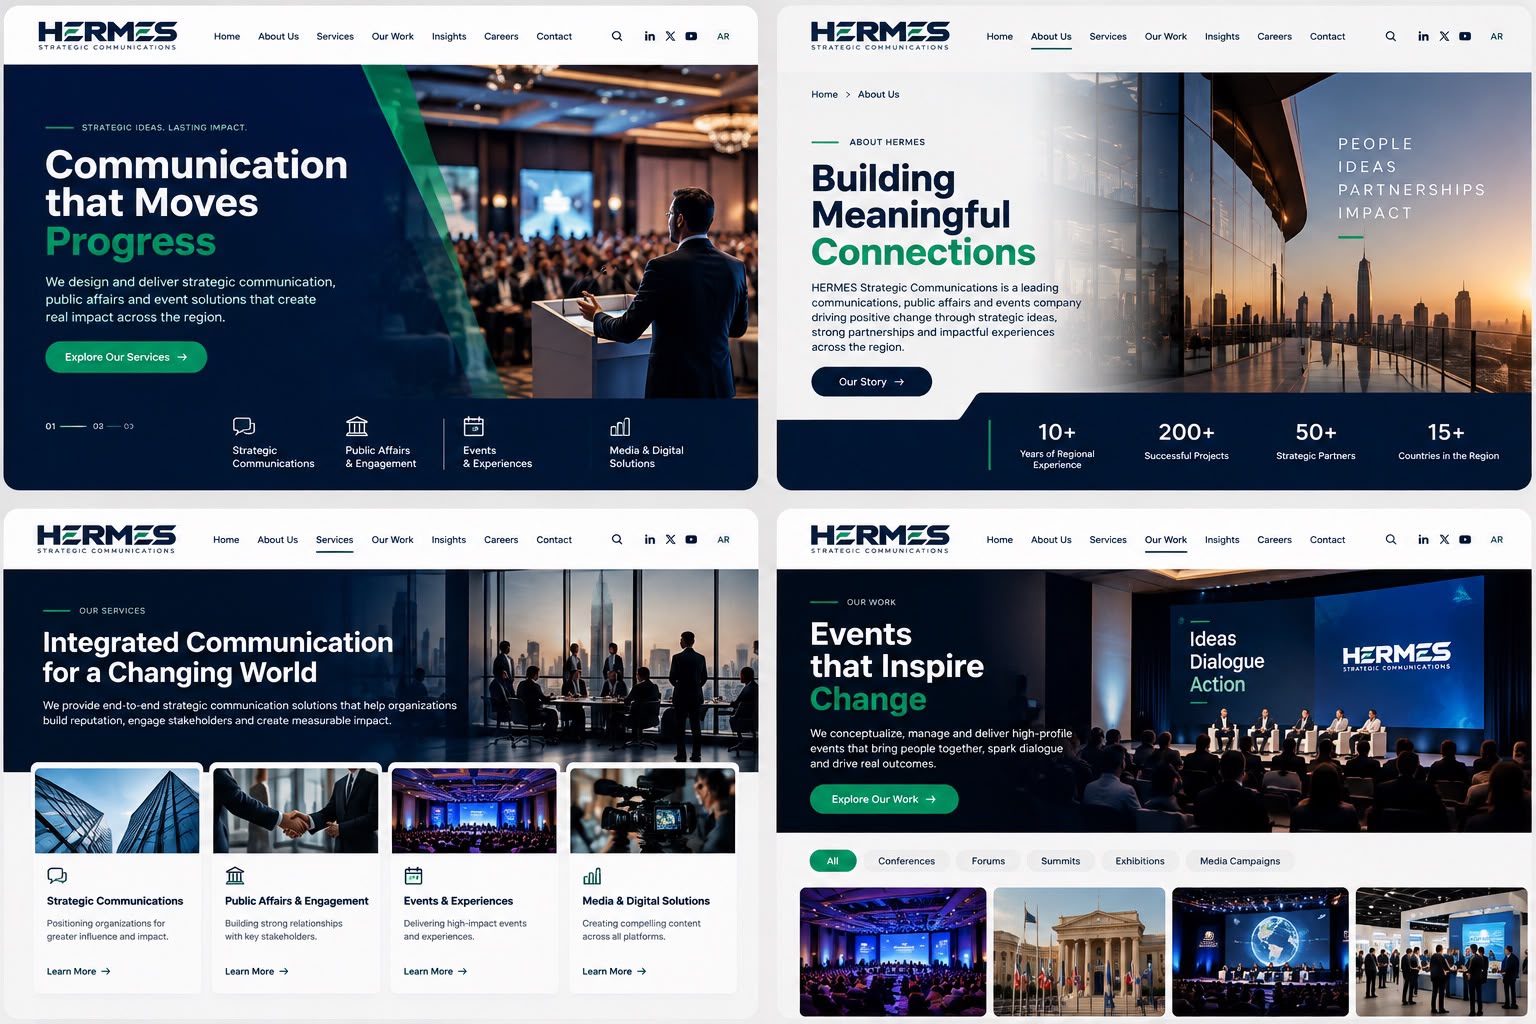 HERMES
STRATEGIC COMMUNICATIONS
Home About Us Services Our Work Insights Careers Contact in X AR
STRATEGIC IDEAS. LASTING IMPACT.
Communication
that Moves
Progress
We design and deliver strategic communication,
public affairs and event solutions that create
real impact across the region.
Explore Our Services →
01
Strategic
Communications
Public Affairs
& Engagement
Events
& Experiences
Media & Digital
Solutions
HERMES
STRATEGIC COMMUNICATIONS
Home About Us Services Our Work Insights Careers Contact in X AR
Home > About Us
ABOUT HERMES
Building
Meaningful
Connections
HERMES Strategic Communications is a leading
communications, public affairs and events company
driving positive change through strategic ideas,
strong partnerships and impactful experiences
across the region.
Our Story →
PEOPLE
IDEAS
PARTNERSHIPS
IMPACT
10+
Years of Regional
Experience
200+
Successful Projects
50+
Strategic Partners
15+
Countries in the Region
HERMES
STRATEGIC COMMUNICATIONS
Home About Us Services Our Work Insights Careers Contact in X AR
OUR SERVICES
Integrated Communication
for a Changing World
We provide end-to-end strategic communication solutions that help organizations
build reputation, engage stakeholders and create measurable impact.
Strategic Communications
Positioning organizations for
greater influence and impact.
Learn More →
Public Affairs & Engagement
Building strong relationships
with key stakeholders.
Learn More →
Events & Experiences
Delivering high-impact events
and experiences.
Learn More →
Media & Digital Solutions
Creating compelling content
across all platforms.
Learn More →
HERMES
STRATEGIC COMMUNICATIONS
Home About Us Services Our Work Insights Careers Contact in X AR
OUR WORK
Events
that Inspire
Change
We conceptualize, manage and deliver high-profile
events that bring people together, spark dialogue
and drive real outcomes.
Explore Our Work →
Ideas
Dialogue
Action
HERMES
STRATEGIC COMMUNICATIONS
All Conferences Forums Summits Exhibitions Media Campaigns